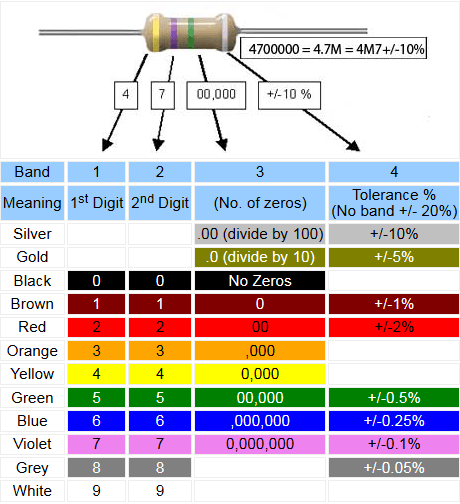 4700000 = 4.7M = 4M7+/-10%
4 7 00,000 +/-10 %
Band 1 2 3 4
Meaning 1st Digit 2nd Digit (No. of zeros) Tolerance %
(No band +/- 20%)
Silver .00 (divide by 100) +/-10%
Gold .0 (divide by 10) +/-5%
Black 0 0 No Zeros
Brown 1 1 0 +/-1%
Red 2 2 00 +/-2%
Orange 3 3 ,000
Yellow 4 4 0,000
Green 5 5 00,000 +/-0.5%
Blue 6 6 ,000,000 +/-0.25%
Violet 7 7 0,000,000 +/-0.1%
Grey 8 8 +/-0.05%
White 9 9